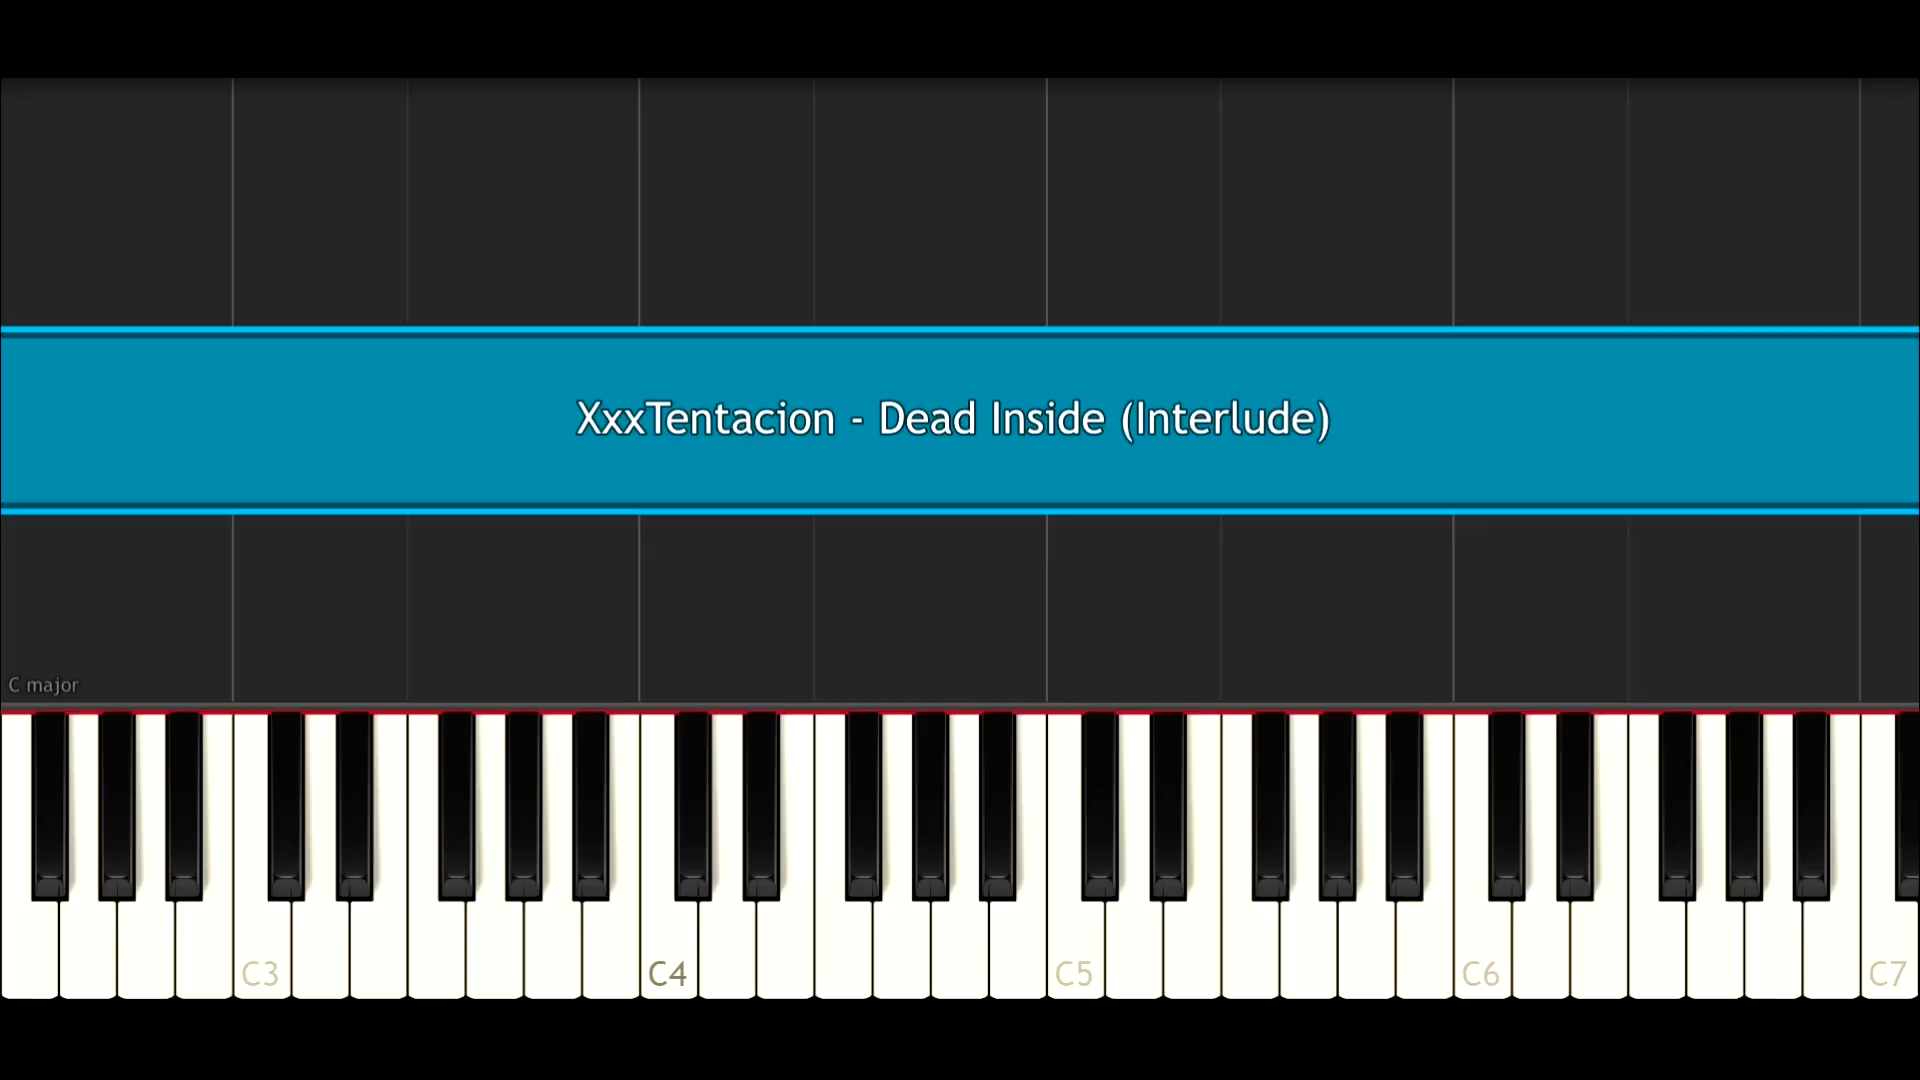 XxxTentacion - Dead Inside (Interlude)
C major
C3 C4 C5 C6 C7